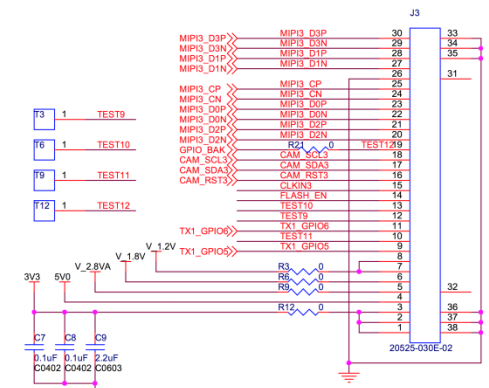 J3
MIPI3_D3P MIPI3_D3P 30 33
MIPI3_D3N MIPI3_D3N 29 34
MIPI3_D1P MIPI3_D1P 28 35
MIPI3_D1N MIPI3_D1N 27
26 31
MIPI3_CP MIPI3_CP 25
MIPI3_CN MIPI3_CN 24
MIPI3_D0P MIPI3_D0P 23
T3 1 TEST9 MIPI3_D0N MIPI3_D0N 22
MIPI3_D2P MIPI3_D2P 21
MIPI3_D2N MIPI3_D2N 20
T6 1 TEST10 GPIO_BAK R21 0 TEST12 19
CAM_SCL3 CAM_SCL3 18
CAM_SDA3 CAM_SDA3 17
T9 1 TEST11 CAM_RST3 CAM_RST3 16
CLKIN3 15
FLASH_EN 14
T12 1 TEST12 TEST10 13
TEST9 12
TX1_GPIO6 TX1_GPIO6 11
TEST11 10
V_1.2V TX1_GPIO5 TX1_GPIO5 9
V_1.8V 8
V_2.8VA R3 0 7
3V3 5V0 R6 0 6
R9 0 5 32
4
R12 0 3 36
2 37
1 38
C7 C8 C9 20525-030E-02
0.1uF 0.1uF 2.2uF
C0402 C0402 C0603